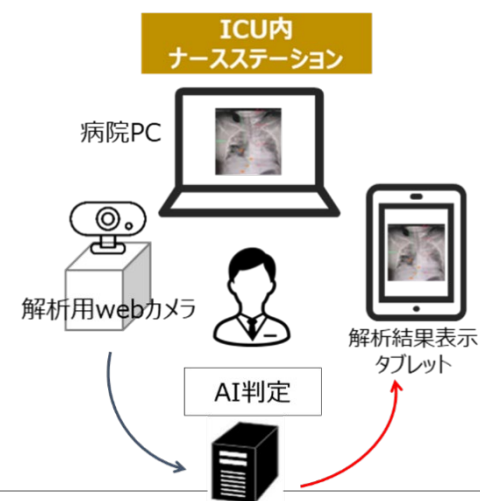 ICU内
ナースステーション
病院PC
解析用webカメラ
解析結果表示
タブレット
AI判定